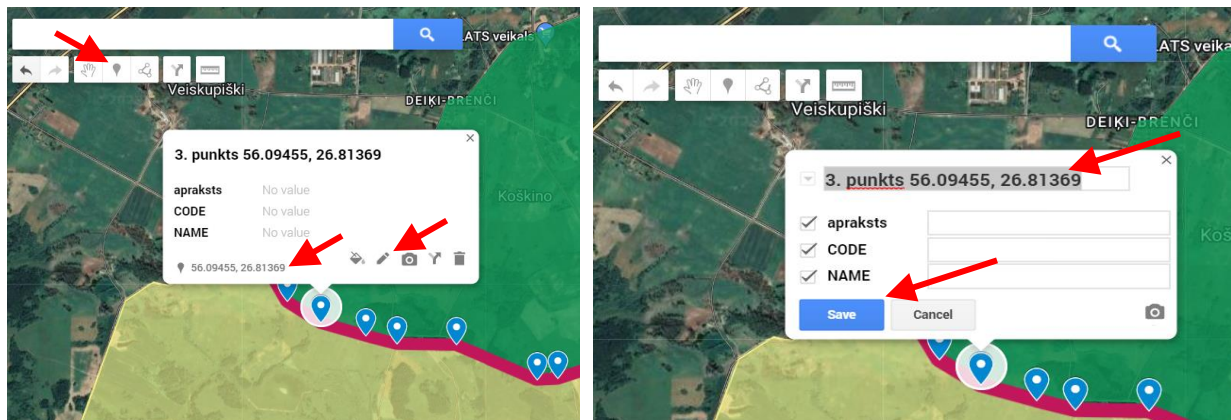 ATS veikals
Veiskupiški
DEIĶI-BRENČI
3. punkts 56.09455, 26.81369
apraksts No value
CODE No value
NAME No value
56.09455, 26.81369
Koškino
ATS veika
Veiskupiški
DEIĶI-BRENČI
3. punkts 56.09455, 26.81369
apraksts
CODE
NAME
Koš
Save Cancel